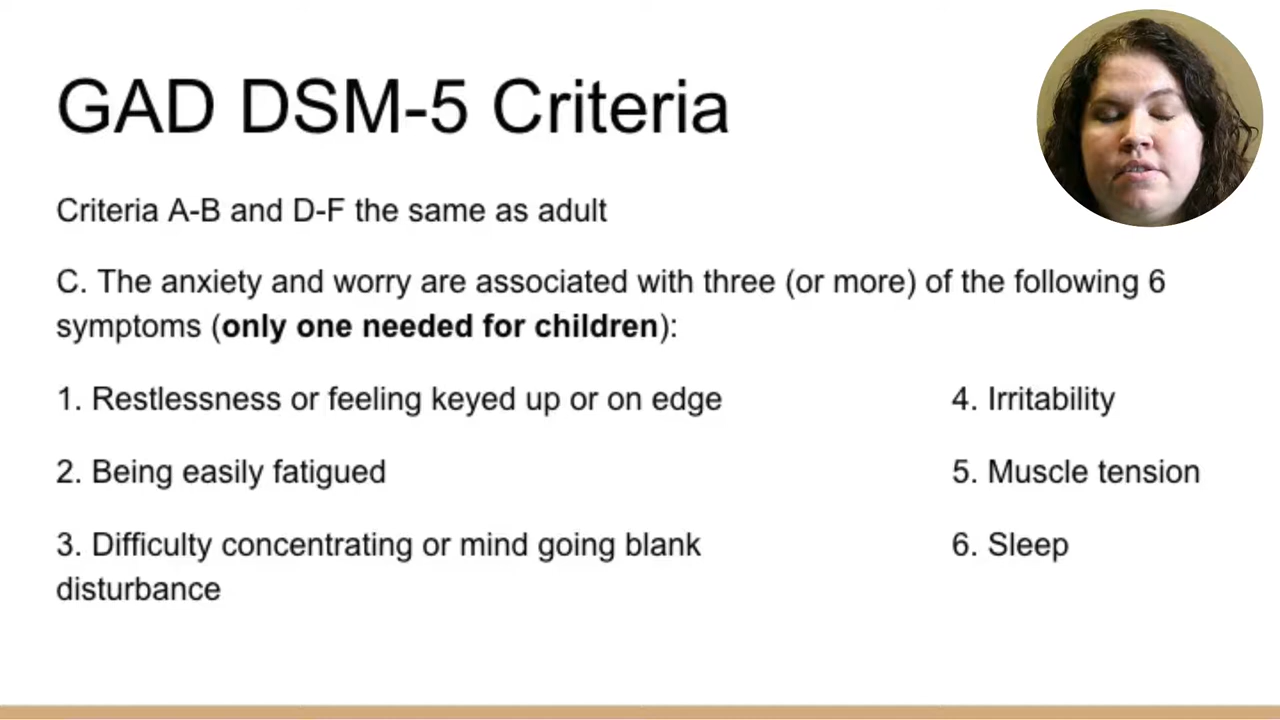 GAD DSM-5 Criteria
Criteria A-B and D-F the same as adult
C. The anxiety and worry are associated with three (or more) of the following 6
symptoms (only one needed for children):
1. Restlessness or feeling keyed up or on edge 4. Irritability
2. Being easily fatigued 5. Muscle tension
3. Difficulty concentrating or mind going blank 6. Sleep
disturbance